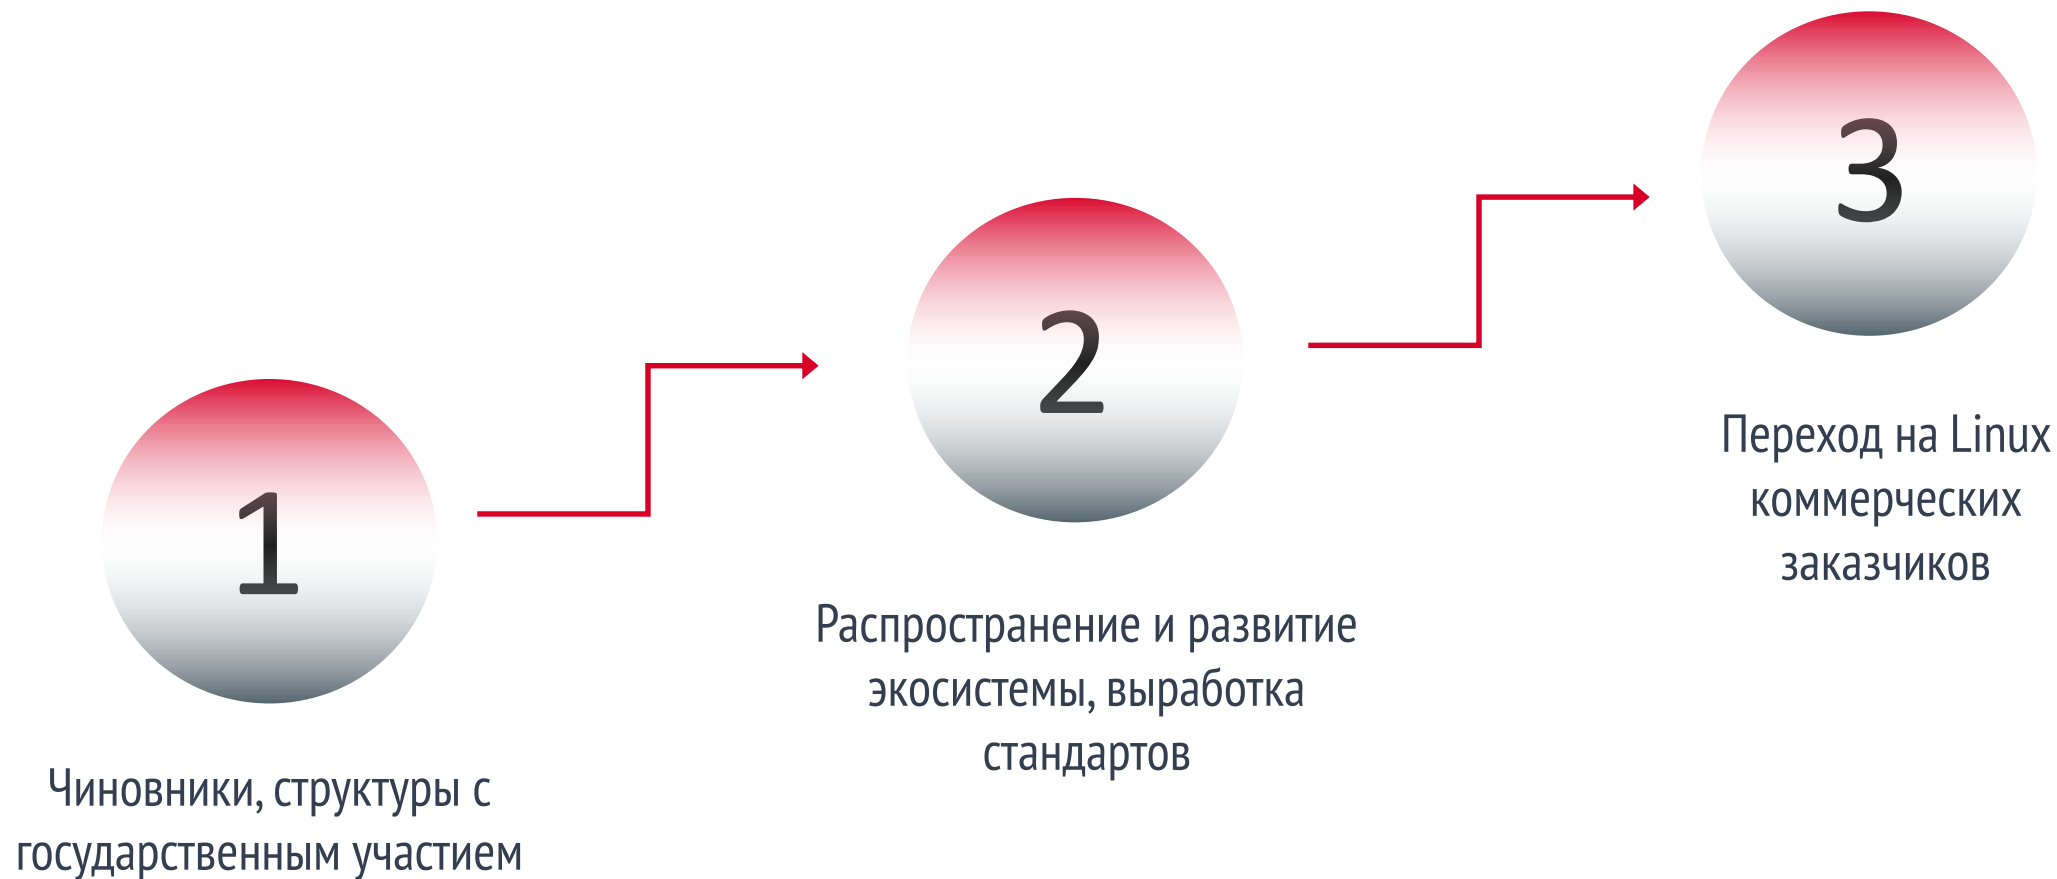 1
Чиновники, структуры с
государственным участием
2
Распространение и развитие
экосистемы, выработка
стандартов
3
Переход на Linux
коммерческих
заказчиков